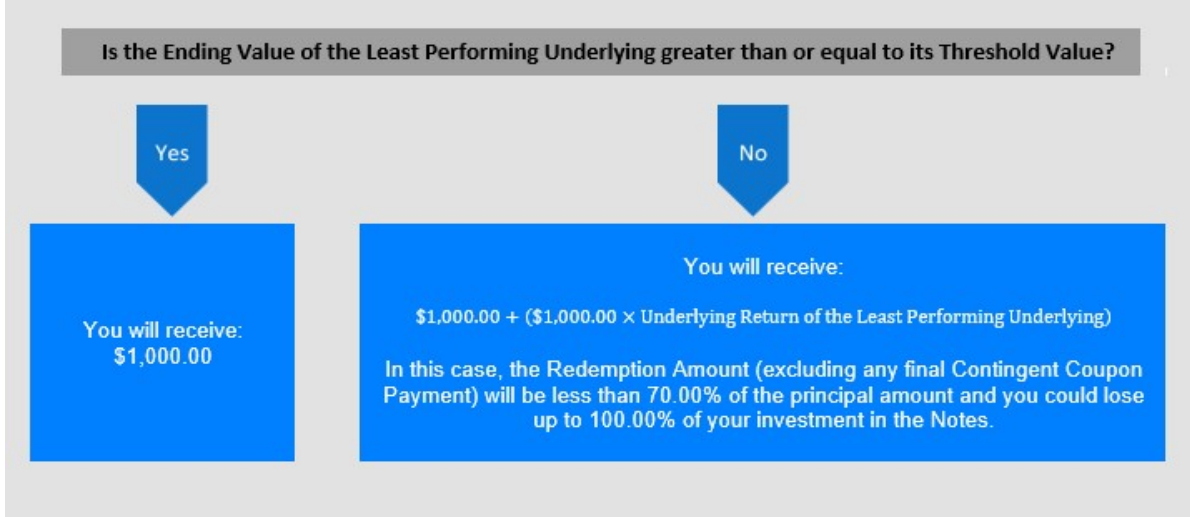 Is the Ending Value of the Least Performing Underlying greater than or equal to its Threshold Value?
Yes
No
You will receive:
$1,000.00
You will receive:
$1,000.00 + ($1,000.00 × Underlying Return of the Least Performing Underlying)
In this case, the Redemption Amount (excluding any final Contingent Coupon
Payment) will be less than 70.00% of the principal amount and you could lose
up to 100.00% of your investment in the Notes.